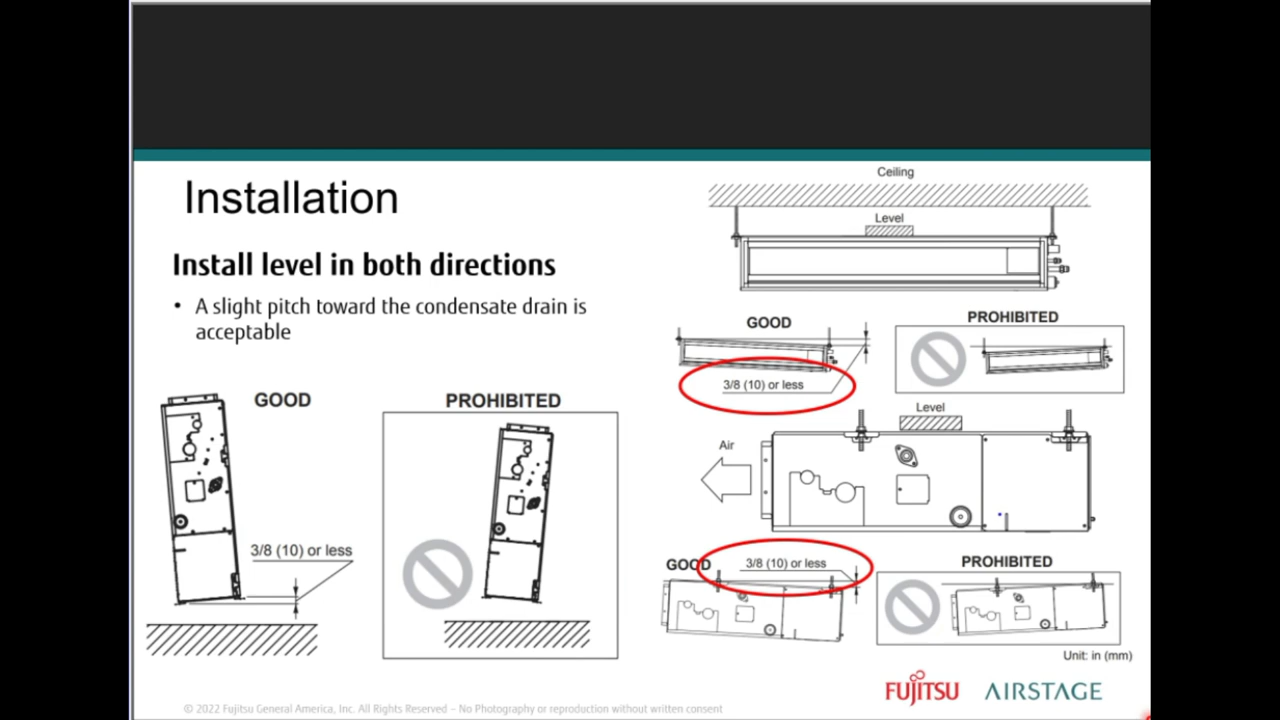 Installation
Install level in both directions
• A slight pitch toward the condensate drain is
acceptable
GOOD
PROHIBITED
3/8 (10) or less
Ceiling
Level
GOOD
PROHIBITED
3/8 (10) or less
Level
Air
GOOD
3/8 (10) or less
PROHIBITED
Unit: in (mm)
FUJITSU AIRSTAGE
© 2022 Fujitsu General America, Inc. All Rights Reserved – No Photography or reproduction without written consent